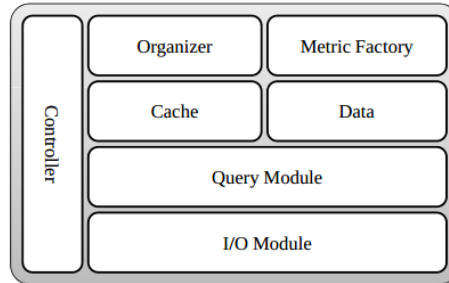 Controller
Organizer
Metric Factory
Cache
Data
Query Module
I/O Module